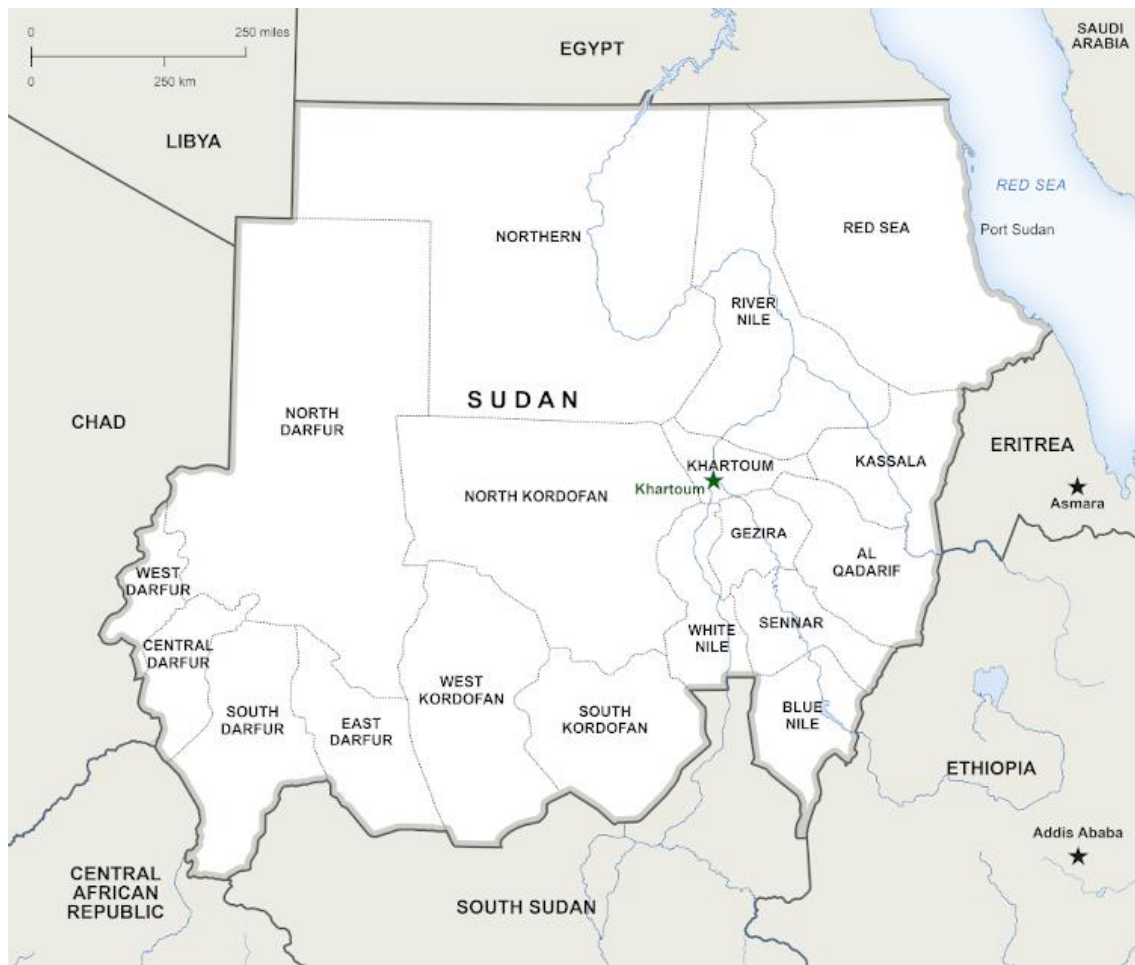 0 250 miles
0 250 km
EGYPT
SAUDI
ARABIA
LIBYA
RED SEA
NORTHERN
RED SEA
Port Sudan
RIVER
NILE
SUDAN
CHAD
NORTH
DARFUR
ERITREA
KHARTOUM
KASSALA
Khartoum
NORTH KORDOFAN
Asmara
GEZIRA
AL
QADARIF
WEST
DARFUR
WHITE
NILE
SENNAR
CENTRAL
DARFUR
WEST
KORDOFAN
SOUTH
DARFUR
EAST
DARFUR
SOUTH
KORDOFAN
BLUE
NILE
ETHIOPIA
Addis Ababa
CENTRAL
AFRICAN
REPUBLIC
SOUTH SUDAN